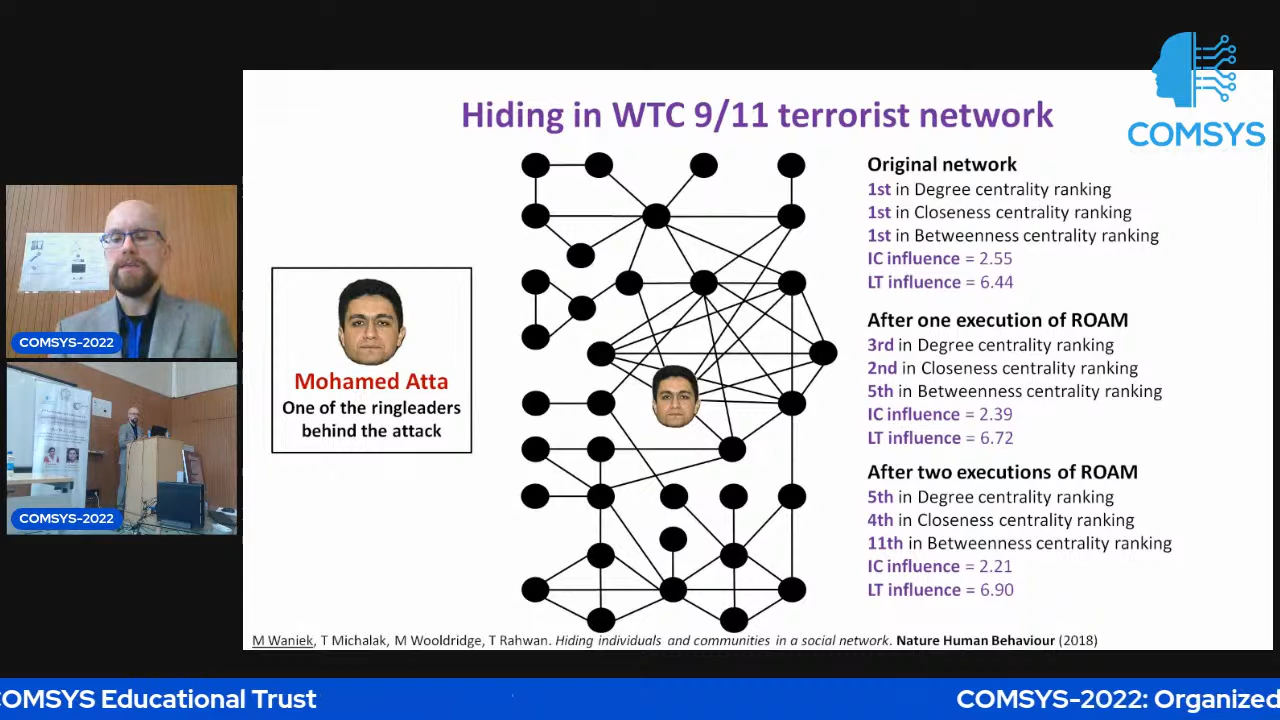 COMSYS
Hiding in WTC 9/11 terrorist network
COMSYS-2022
COMSYS-2022
Mohamed Atta
One of the ringleaders
behind the attack
Original network
1st in Degree centrality ranking
1st in Closeness centrality ranking
1st in Betweenness centrality ranking
IC influence = 2.55
LT influence = 6.44
After one execution of ROAM
3rd in Degree centrality ranking
2nd in Closeness centrality ranking
5th in Betweenness centrality ranking
IC influence = 2.39
LT influence = 6.72
After two executions of ROAM
5th in Degree centrality ranking
4th in Closeness centrality ranking
11th in Betweenness centrality ranking
IC influence = 2.21
LT influence = 6.90
M Waniek, T Michalak, M Wooldridge, T Rahwan. Hiding individuals and communities in a social network. Nature Human Behaviour (2018)
COMSYS Educational Trust
COMSYS-2022: Organized